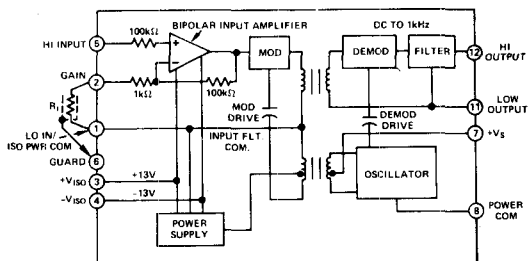 BIPOLAR INPUT AMPLIFIER
DC TO 1kHz
HI INPUT 5
100kΩ
+
−
MOD
DEMOD
FILTER
12 HI
OUTPUT
GAIN
2
1kΩ
100kΩ
MOD
DRIVE
DEMOD
DRIVE
11 LOW
OUTPUT
7 +VS
R1
1
LO IN/
ISO PWR COM
INPUT FLT.
COM.
GUARD 6
+VISO 3 +13V
−VISO 4 −13V
OSCILLATOR
POWER
SUPPLY
8 POWER
COM